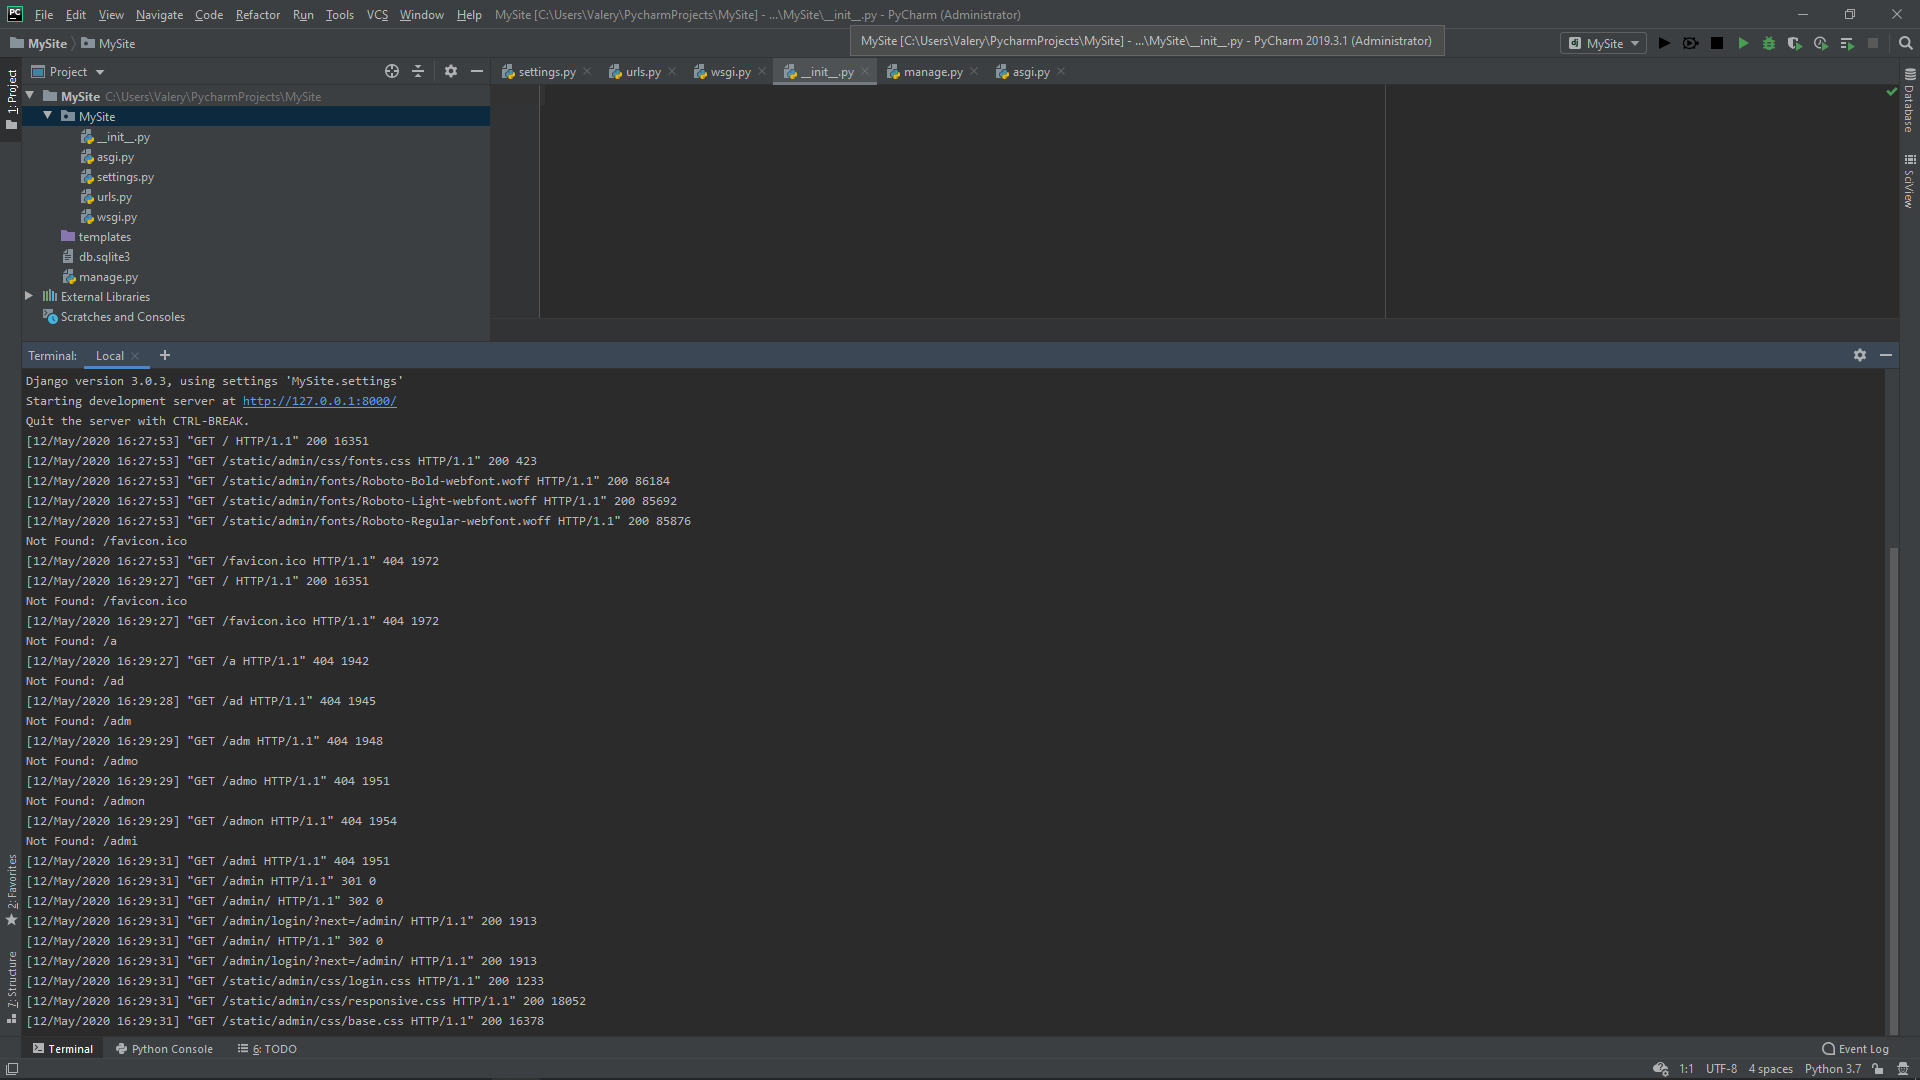 PC File Edit View Navigate Code Refactor Run Tools VCS Window Help MySite [C:\Users\Valery\PycharmProjects\MySite] - ...\MySite\__init__.py - PyCharm (Administrator)
MySite MySite
MySite [C:\Users\Valery\PycharmProjects\MySite] - ...\MySite\__init__.py - PyCharm 2019.3.1 (Administrator)
dj MySite
1: Project
Project
settings.py urls.py wsgi.py __init__.py manage.py asgi.py
MySite C:\Users\Valery\PycharmProjects\MySite
MySite
__init__.py
asgi.py
settings.py
urls.py
wsgi.py
templates
db.sqlite3
manage.py
External Libraries
Scratches and Consoles
Database
SciView
Terminal: Local
Django version 3.0.3, using settings 'MySite.settings'
Starting development server at http://127.0.0.1:8000/
Quit the server with CTRL-BREAK.
[12/May/2020 16:27:53] "GET / HTTP/1.1" 200 16351
[12/May/2020 16:27:53] "GET /static/admin/css/fonts.css HTTP/1.1" 200 423
[12/May/2020 16:27:53] "GET /static/admin/fonts/Roboto-Bold-webfont.woff HTTP/1.1" 200 86184
[12/May/2020 16:27:53] "GET /static/admin/fonts/Roboto-Light-webfont.woff HTTP/1.1" 200 85692
[12/May/2020 16:27:53] "GET /static/admin/fonts/Roboto-Regular-webfont.woff HTTP/1.1" 200 85876
Not Found: /favicon.ico
[12/May/2020 16:27:53] "GET /favicon.ico HTTP/1.1" 404 1972
[12/May/2020 16:29:27] "GET / HTTP/1.1" 200 16351
Not Found: /favicon.ico
[12/May/2020 16:29:27] "GET /favicon.ico HTTP/1.1" 404 1972
Not Found: /a
[12/May/2020 16:29:27] "GET /a HTTP/1.1" 404 1942
Not Found: /ad
[12/May/2020 16:29:28] "GET /ad HTTP/1.1" 404 1945
Not Found: /adm
[12/May/2020 16:29:29] "GET /adm HTTP/1.1" 404 1948
Not Found: /admo
[12/May/2020 16:29:29] "GET /admo HTTP/1.1" 404 1951
Not Found: /admon
[12/May/2020 16:29:29] "GET /admon HTTP/1.1" 404 1954
Not Found: /admi
[12/May/2020 16:29:31] "GET /admi HTTP/1.1" 404 1951
[12/May/2020 16:29:31] "GET /admin HTTP/1.1" 301 0
[12/May/2020 16:29:31] "GET /admin/ HTTP/1.1" 302 0
[12/May/2020 16:29:31] "GET /admin/login/?next=/admin/ HTTP/1.1" 200 1913
[12/May/2020 16:29:31] "GET /admin/ HTTP/1.1" 302 0
[12/May/2020 16:29:31] "GET /admin/login/?next=/admin/ HTTP/1.1" 200 1913
[12/May/2020 16:29:31] "GET /static/admin/css/login.css HTTP/1.1" 200 1233
[12/May/2020 16:29:31] "GET /static/admin/css/responsive.css HTTP/1.1" 200 18052
[12/May/2020 16:29:31] "GET /static/admin/css/base.css HTTP/1.1" 200 16378
2: Favorites
7: Structure
Terminal Python Console 6: TODO Event Log
1:1 UTF-8 4 spaces Python 3.7